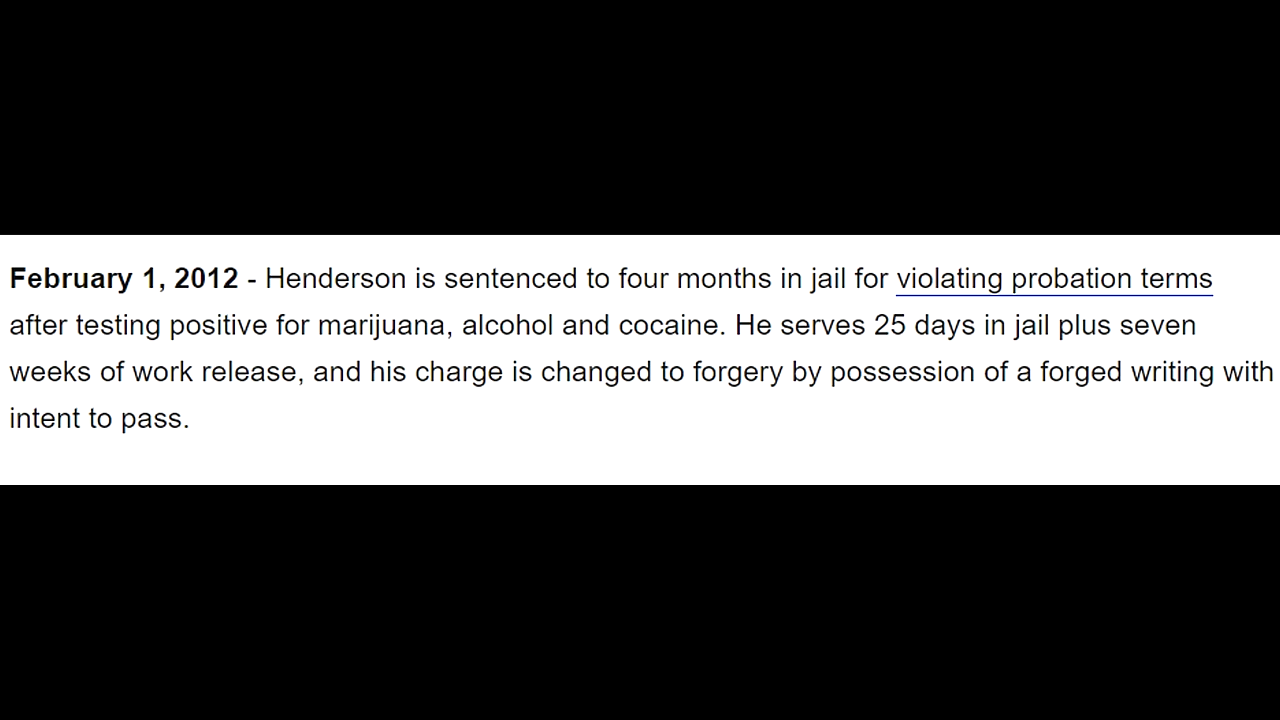 February 1, 2012 - Henderson is sentenced to four months in jail for violating probation terms
after testing positive for marijuana, alcohol and cocaine. He serves 25 days in jail plus seven
weeks of work release, and his charge is changed to forgery by possession of a forged writing with
intent to pass.